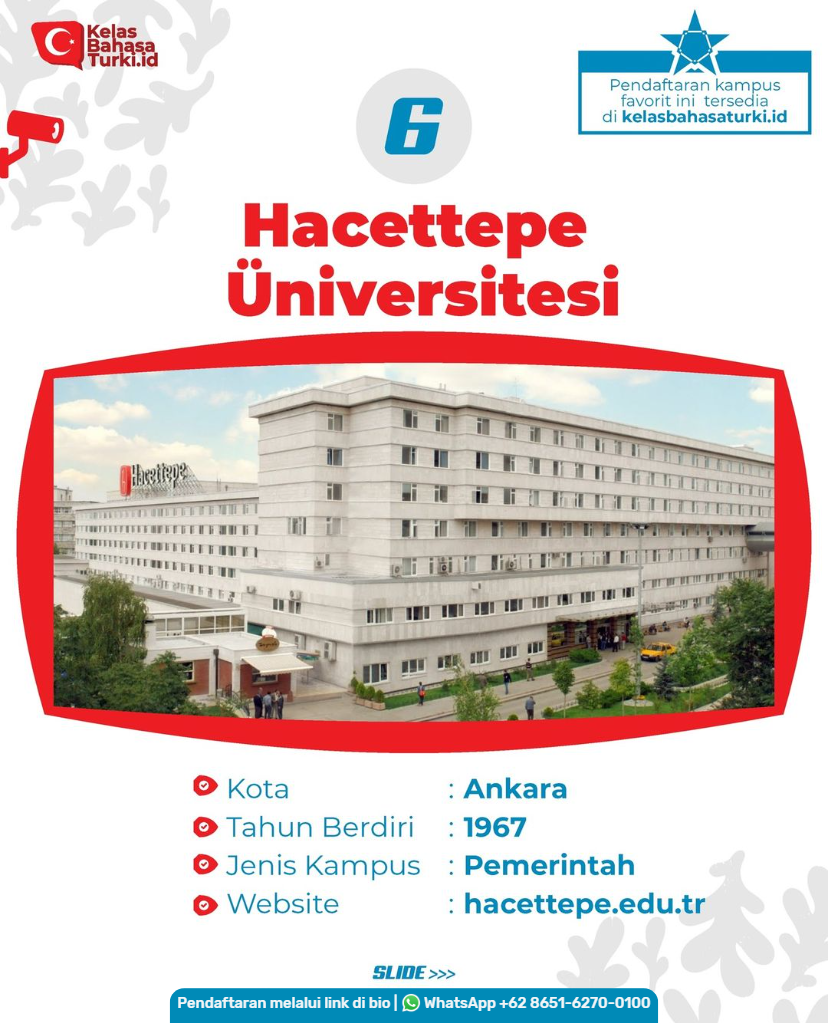 Kelas
Bahasa
Turki.id
Pendaftaran kampus
favorit ini tersedia
di kelasbahasaturki.id
6
Hacettepe
Üniversitesi
Hacettepe
Kota : Ankara
Tahun Berdiri : 1967
Jenis Kampus : Pemerintah
Website : hacettepe.edu.tr
SLIDE >>>
Pendaftaran melalui link di bio | WhatsApp +62 8651-6270-0100